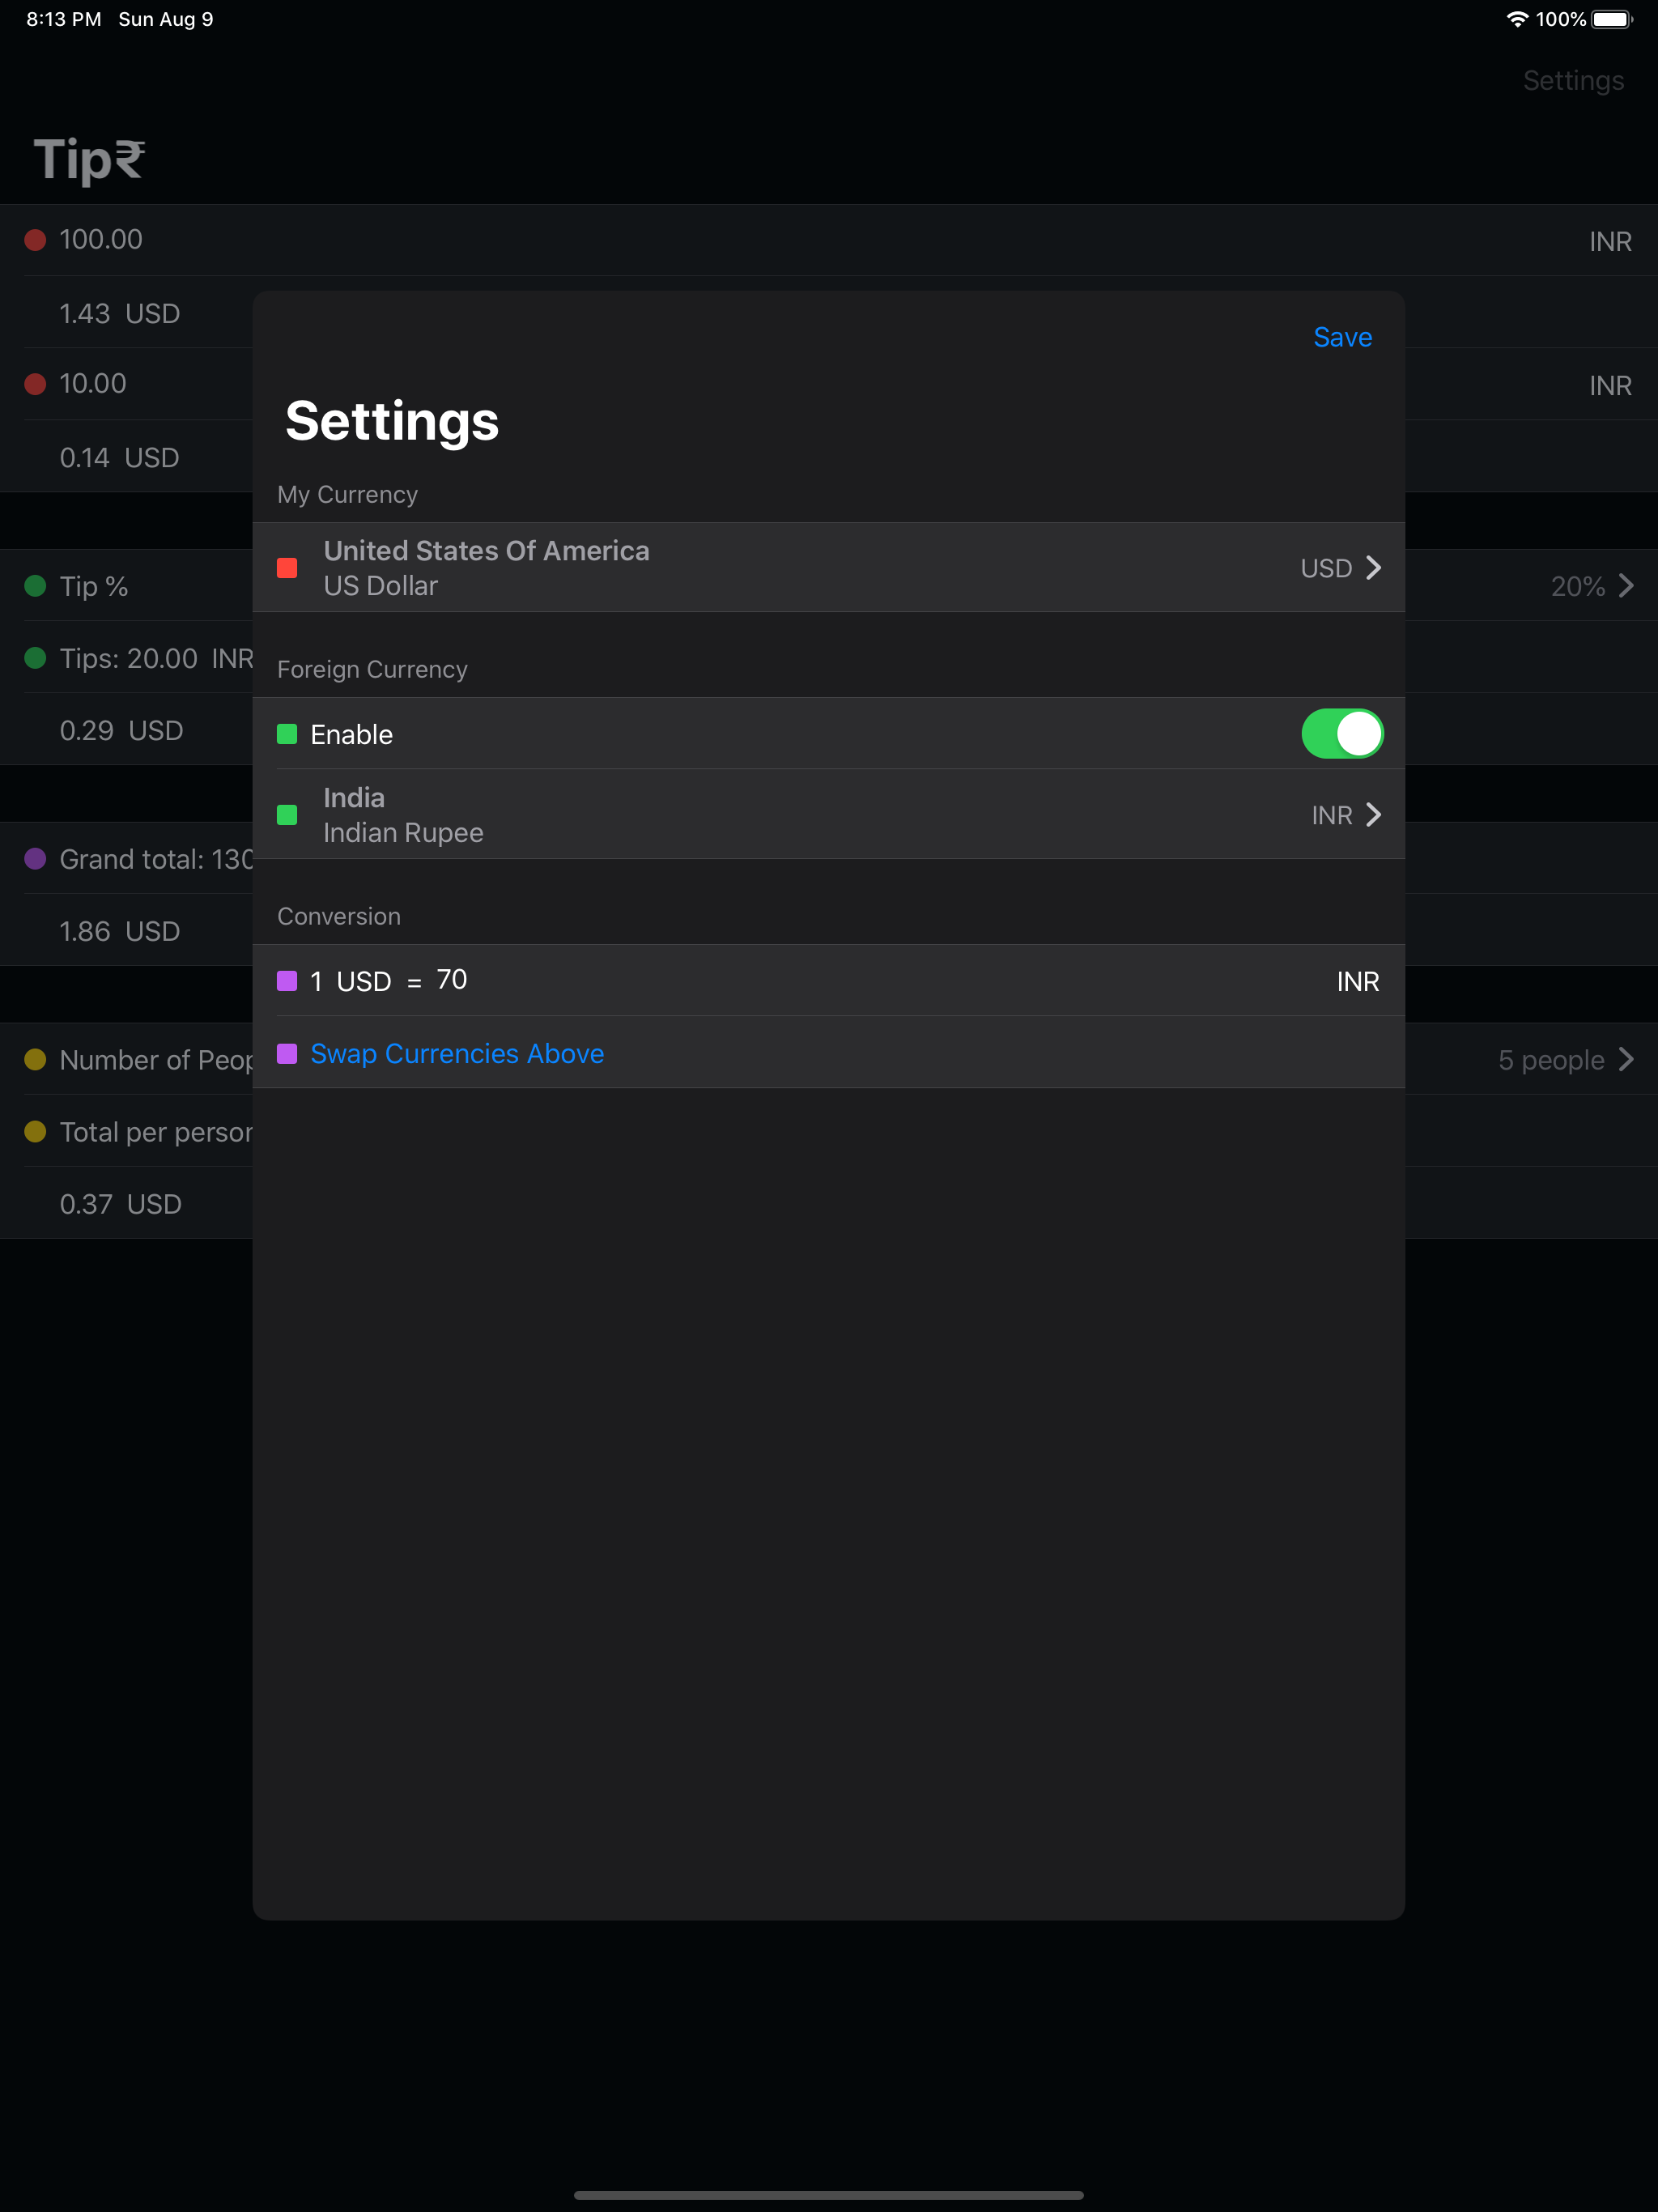 8:13 PM Sun Aug 9 100%
Settings
Tip₹
100.00 INR
1.43 USD
10.00 INR
0.14 USD
Tip % 20%
Tips: 20.00 INR
0.29 USD
Grand total: 130
1.86 USD
Number of 5 people
Total per
0.37 USD
Save
Settings
My Currency
United States Of America
US Dollar
USD
Foreign Currency
Enable
India
Indian Rupee
INR
Conversion
1 USD = 70 INR
Swap Currencies Above